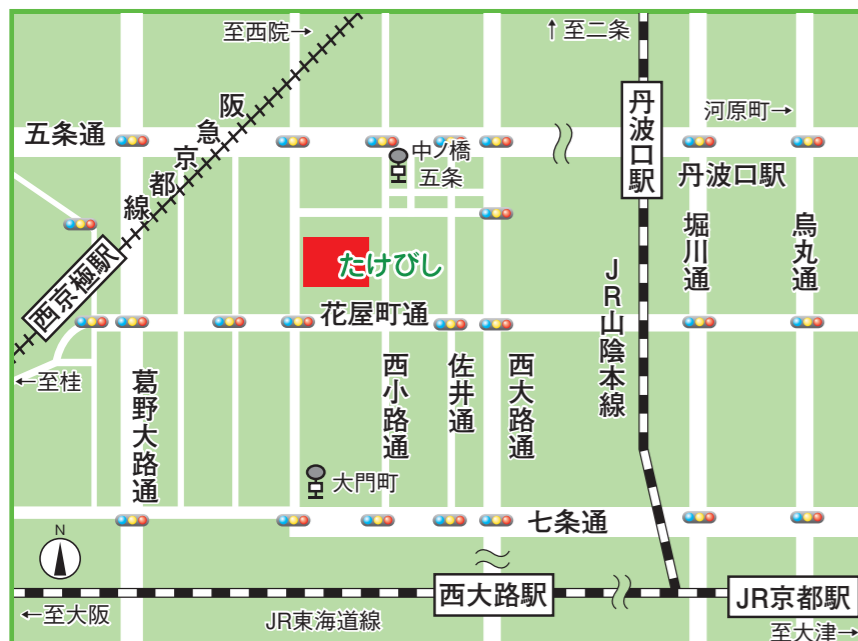 至西院→
↑至二条
河原町→
五条通
阪急京都線
中ノ橋
五条
丹波口駅
丹波口駅
堀川通
烏丸通
西京極駅
たけびし
花屋町通
JR山陰本線
←至桂
葛野大路通
西小路通
佐井通
西大路通
大門町
七条通
N
西大路駅
JR京都駅
←至大阪
JR東海道線
至大津→